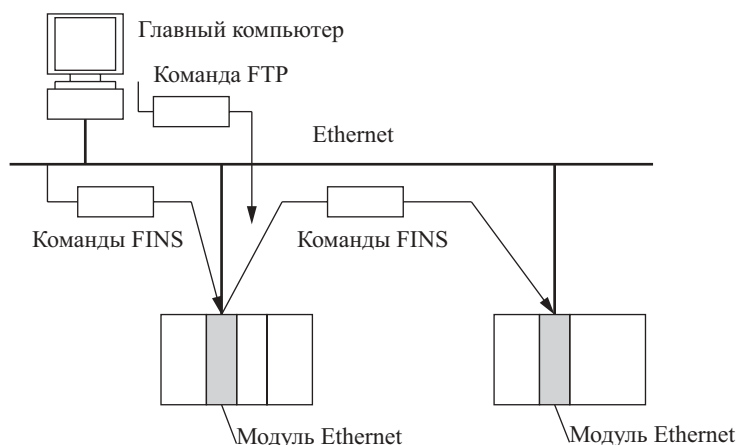 Главный компьютер
Команда FTP
Ethernet
Команды FINS
Команды FINS
Модуль Ethernet
Модуль Ethernet